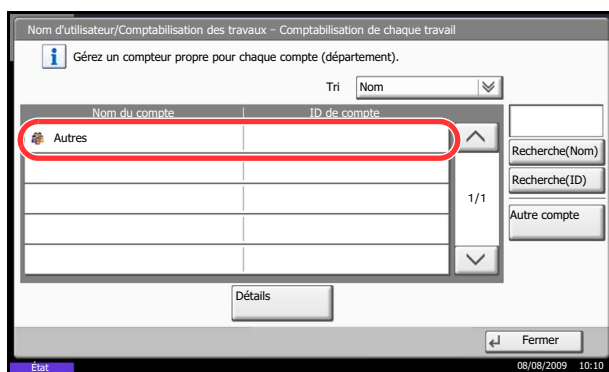 Nom d'utilisateur/Comptabilisation des travaux - Comptabilisation de chaque travail
Gérez un compteur propre pour chaque compte (département).
Tri Nom
Nom du compte ID de compte
Autres
Recherche(Nom)
Recherche(ID)
1/1
Autre compte
Détails
Fermer
État 08/08/2009 10:10